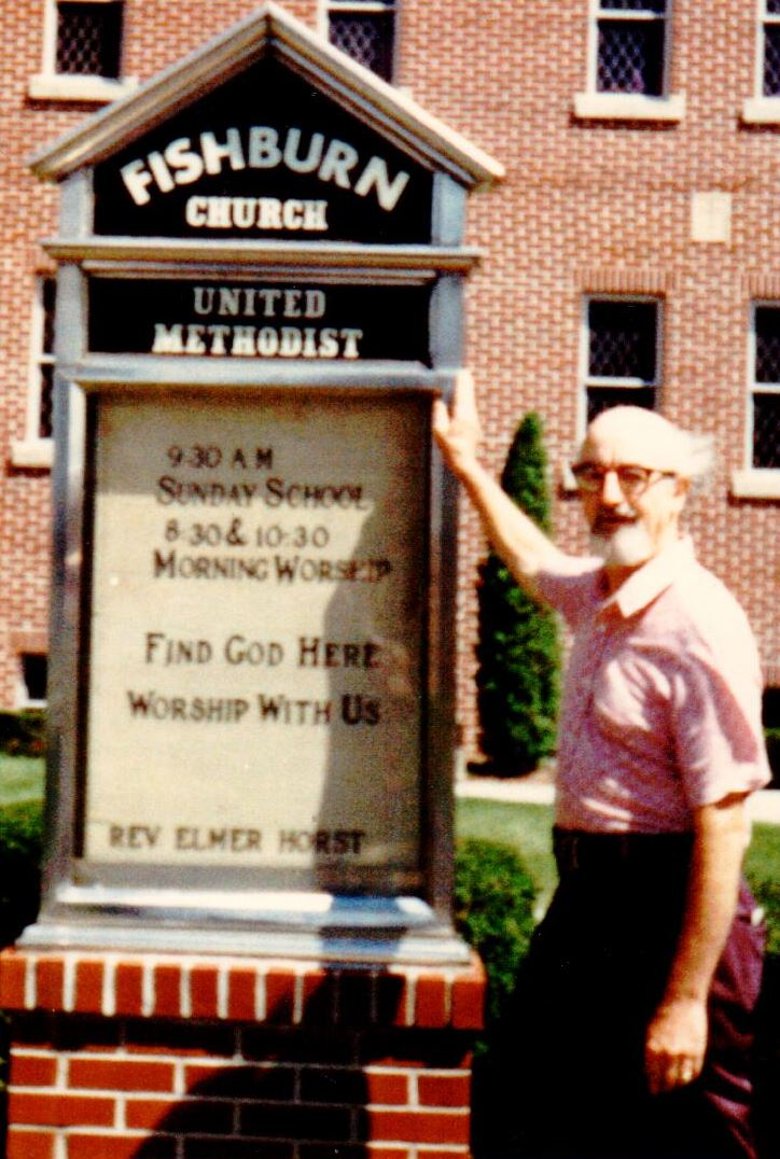 FISHBURN
CHURCH
UNITED
METHODIST
9:30 A M
SUNDAY SCHOOL
8:30 & 10:30
MORNING WORSHIP
FIND GOD HERE
WORSHIP WITH US
REV ELMER HORST